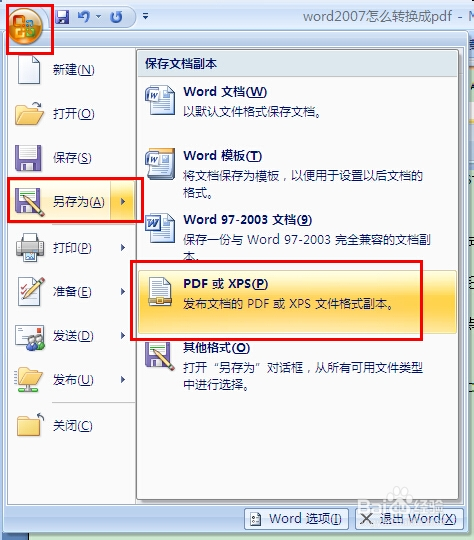 word2007怎么转换成pdf - M
新建(N)
打开(O)
保存(S)
另存为(A)
打印(P)
准备(E)
发送(D)
发布(U)
关闭(C)
保存文档副本
Word 文档(W)
以默认文件格式保存文档。
Word 模板(T)
将文档保存为模板，以便用于设置以后文档的
格式。
Word 97-2003 文档(9)
保存一份与 Word 97-2003 完全兼容的文档副
本。
PDF 或 XPS(P)
发布文档的 PDF 或 XPS 文件格式副本。
其他格式(O)
打开“另存为”对话框，从所有可用文件类型
中进行选择。
Baidu 经验
Word 选项(I)
退出 Word(X)